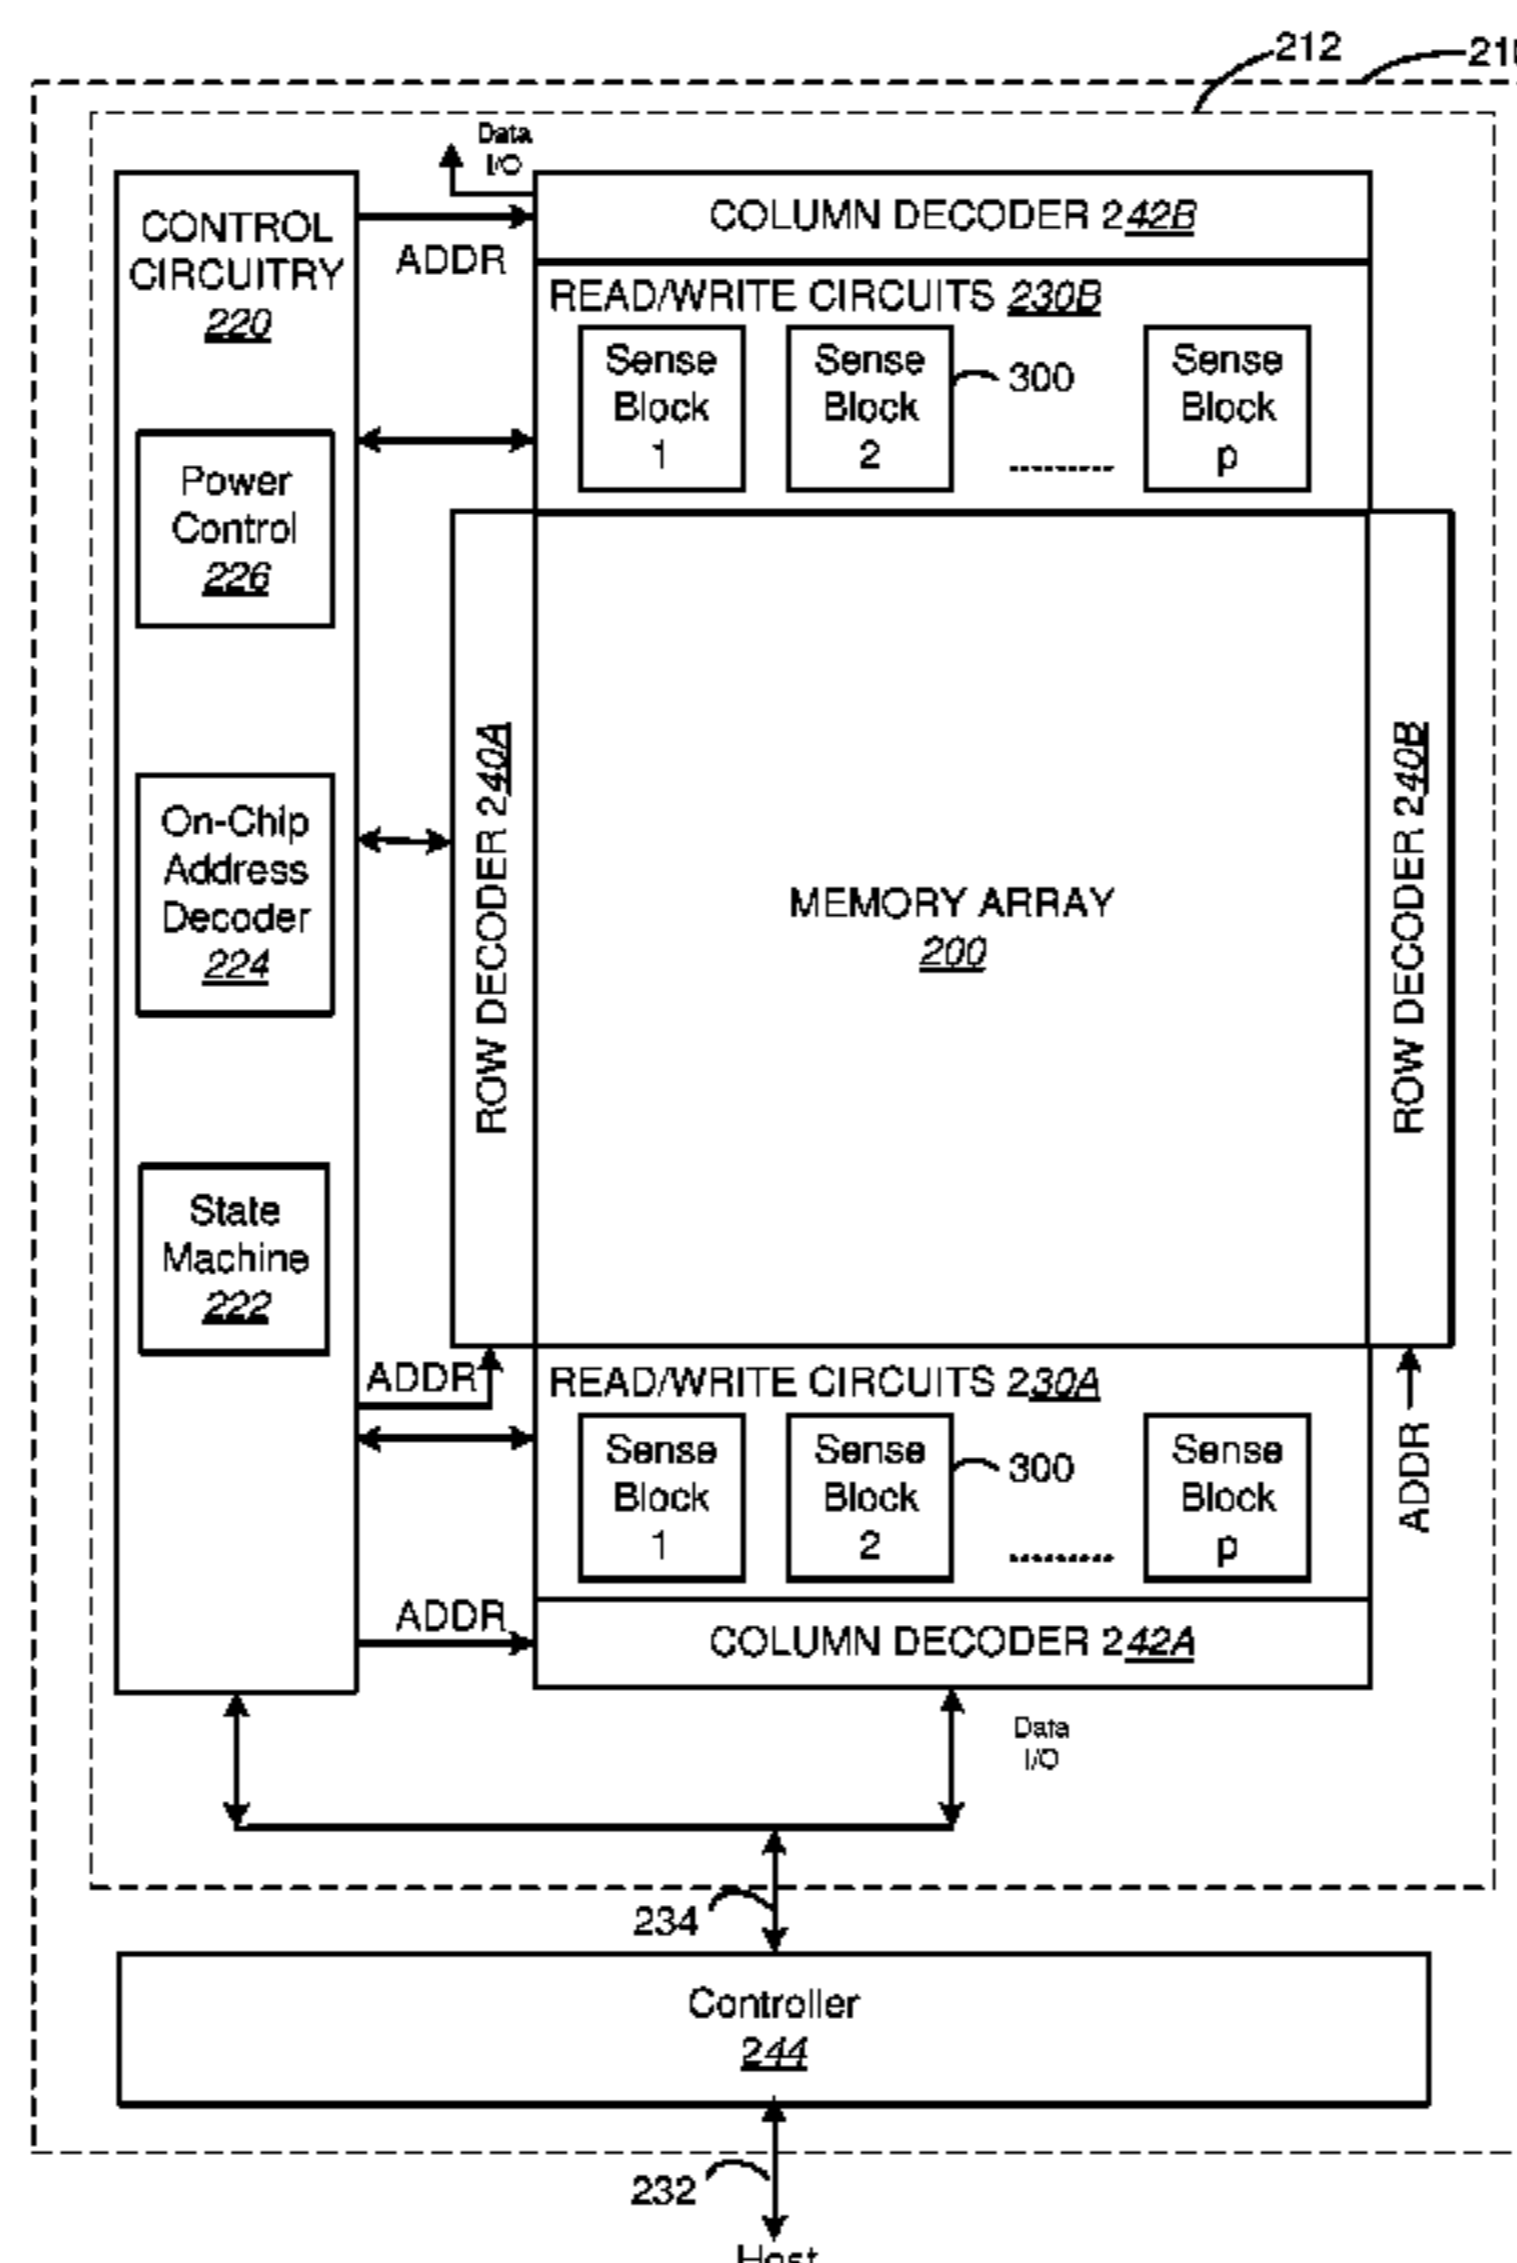 212
210
Data
I/O
CONTROL
CIRCUITRY
220
ADDR
COLUMN DECODER 242B
READ/WRITE CIRCUITS 230B
Sense
Block
1
Sense
Block
2
300
.........
Sense
Block
p
Power
Control
226
On-Chip
Address
Decoder
224
State
Machine
222
ROW DECODER 240A
MEMORY ARRAY
200
ROW DECODER 240B
ADDR
READ/WRITE CIRCUITS 230A
Sense
Block
1
Sense
Block
2
300
.........
Sense
Block
p
ADDR
ADDR
COLUMN DECODER 242A
Data
I/O
234
Controller
244
232
Host